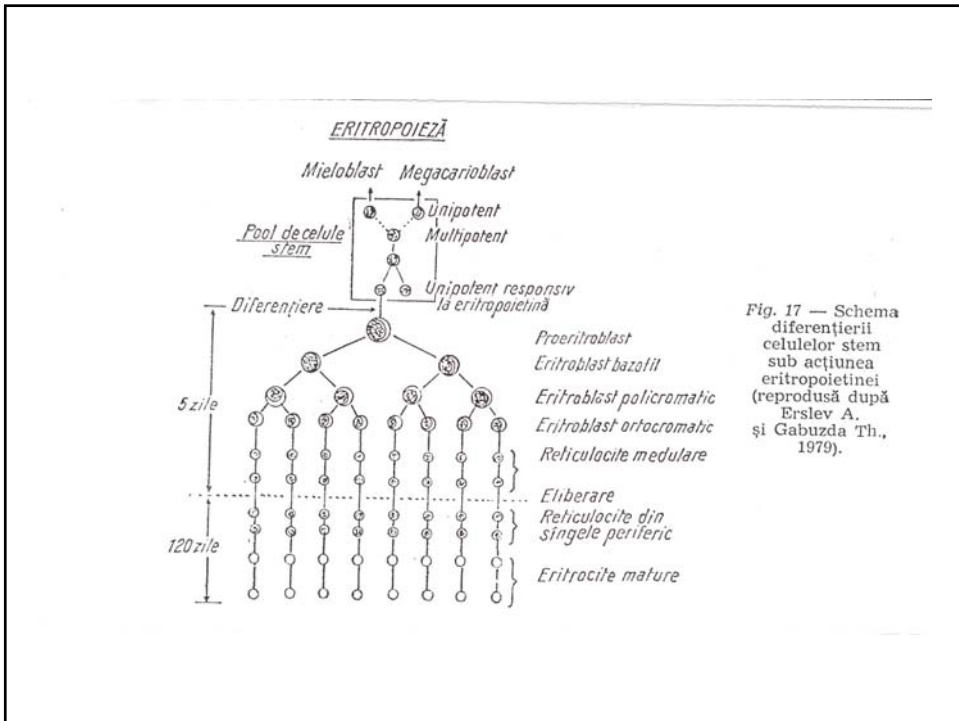 ERITROPOIEZĂ
Mieloblast Megacarioblast
Unipotent
Multipotent
Pool de celule
stem
Unipotent responsiv
la eritropoietină
Diferențiere
Proeritroblast
Eritroblast bazofil
5 zile
Eritroblast policromatic
Eritroblast ortocromatic
Reticulocite medulare
Eliberare
Reticulocite din
sîngele periferic
120 zile
Eritrocite mature
Fig. 17 — Schema
diferențierii
celulelor stem
sub acțiunea
eritropoietinei
(reprodusă după
Erslev A.
și Gabuzda Th.,
1979).